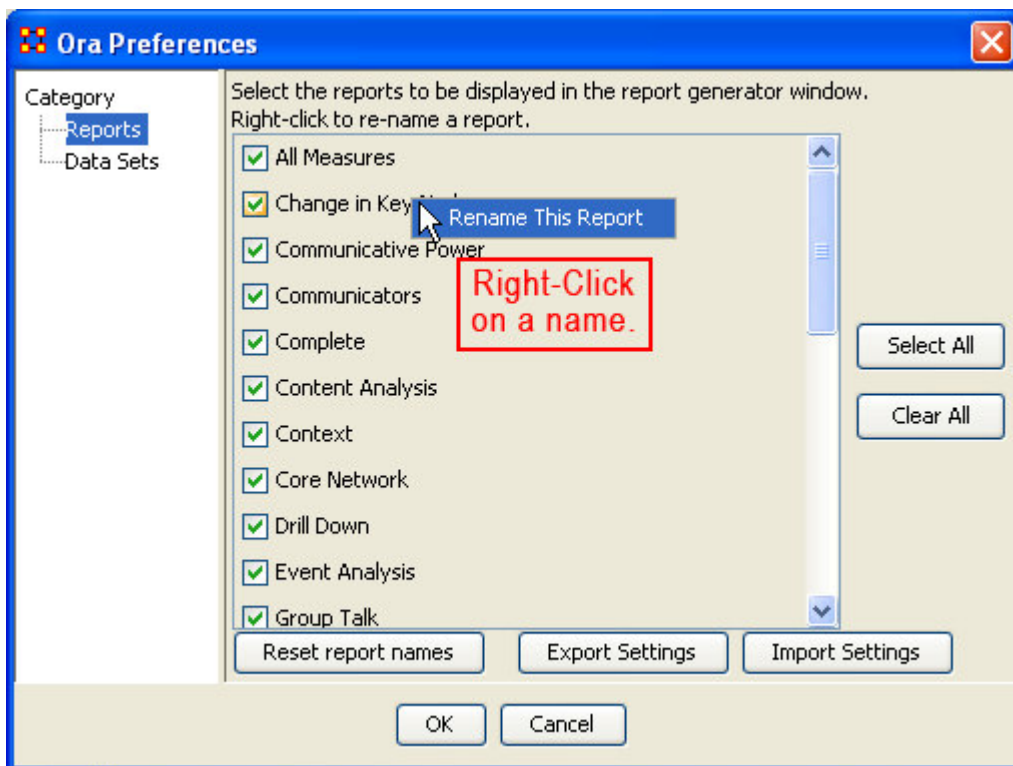 Ora Preferences
Category
Reports
Data Sets
Select the reports to be displayed in the report generator window.
Right-click to re-name a report.
All Measures
Change in Key
Rename This Report
Communicative Power
Communicators
Right-Click
on a name.
Complete
Content Analysis
Context
Core Network
Drill Down
Event Analysis
Group Talk
Select All
Clear All
Reset report names
Export Settings
Import Settings
OK
Cancel